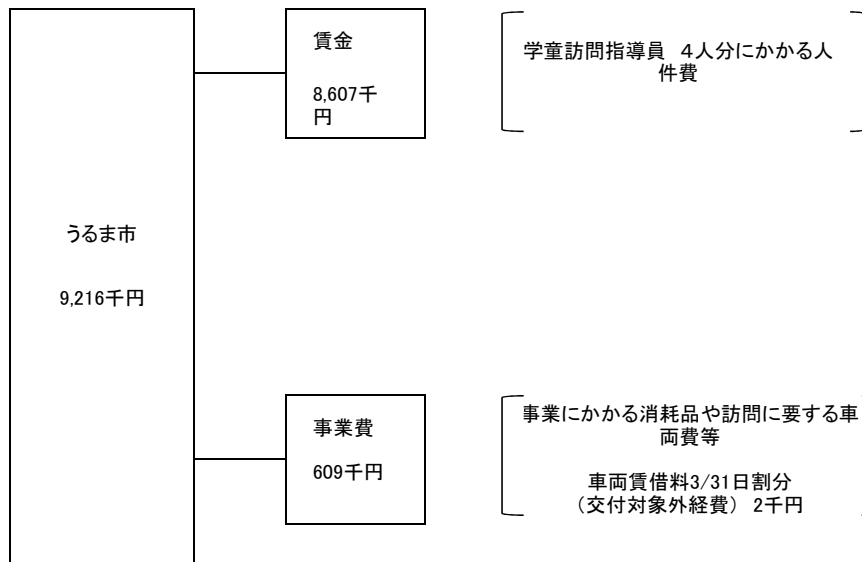 賃金
8,607千
円
学童訪問指導員　4人分にかかる人
件費
うるま市
9,216千円
事業費
609千円
事業にかかる消耗品や訪問に要する車
両費等
車両賃借料3/31日割分
（交付対象外経費）　2千円